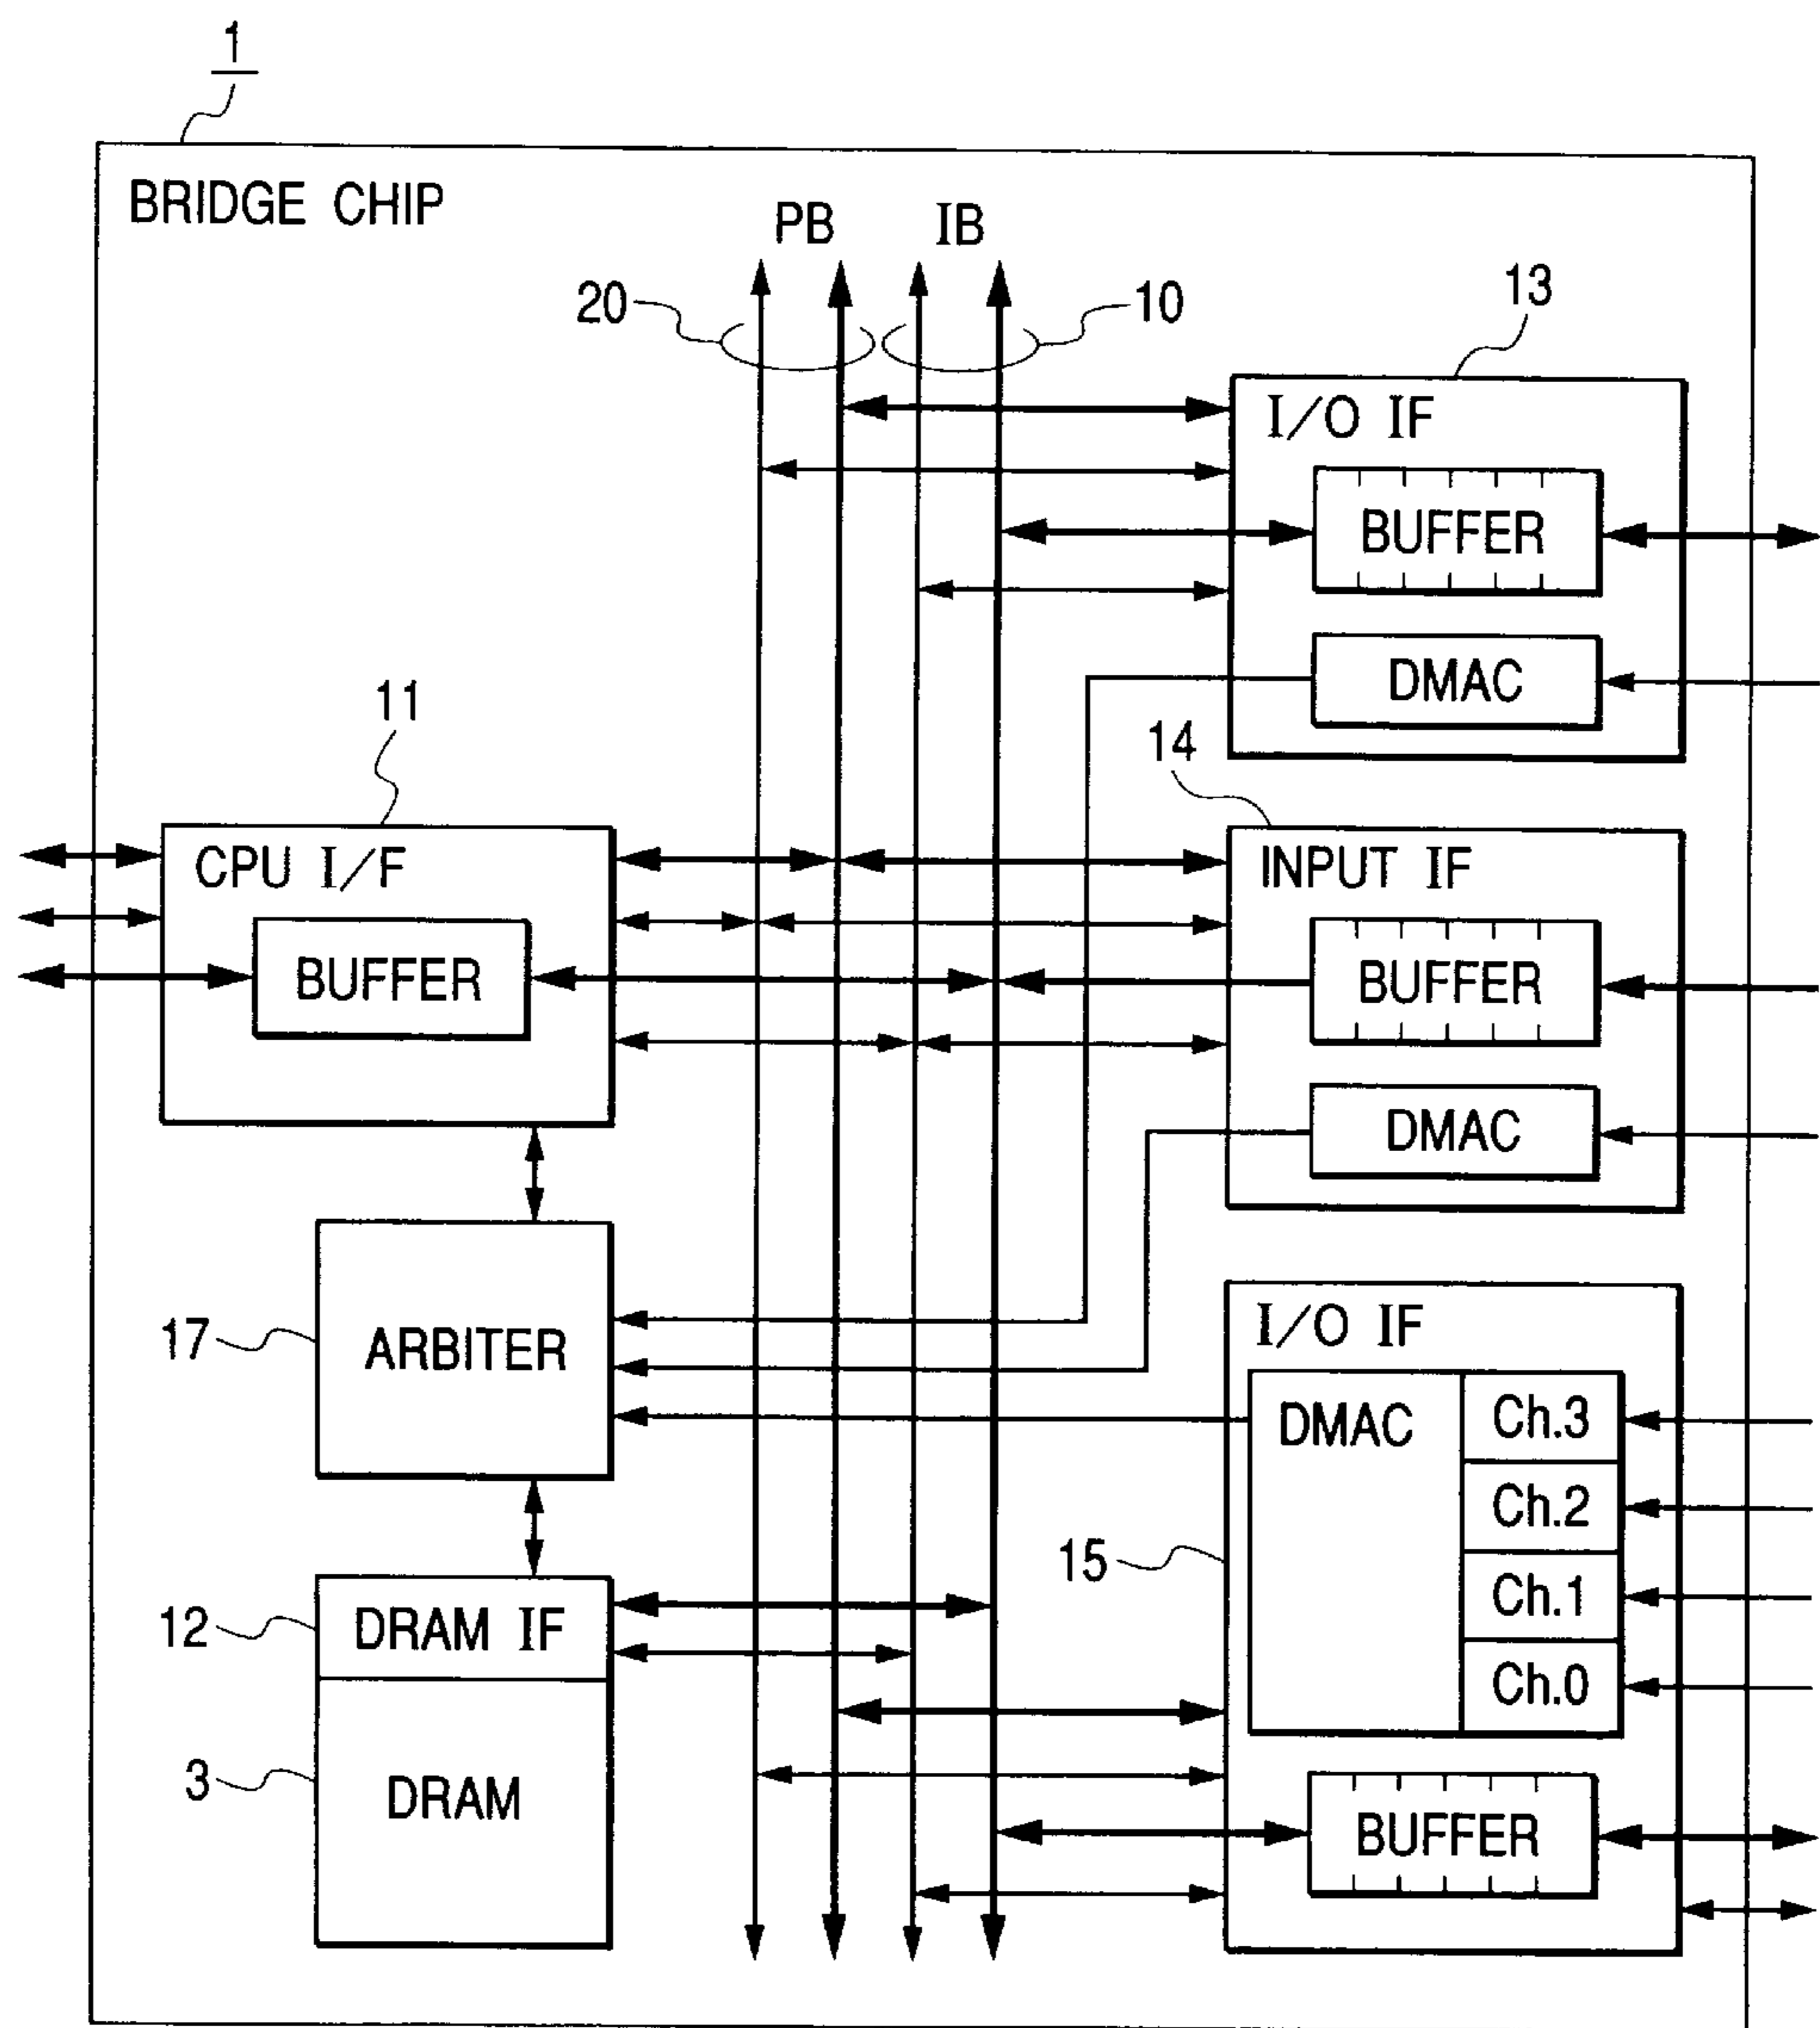 1
BRIDGE CHIP
PB IB
20
10
13
I/O IF
BUFFER
DMAC
11
14
CPU I/F
BUFFER
INPUT IF
BUFFER
DMAC
17
ARBITER
I/O IF
DMAC
Ch.3
Ch.2
Ch.1
Ch.0
15
12
DRAM IF
3
DRAM
BUFFER